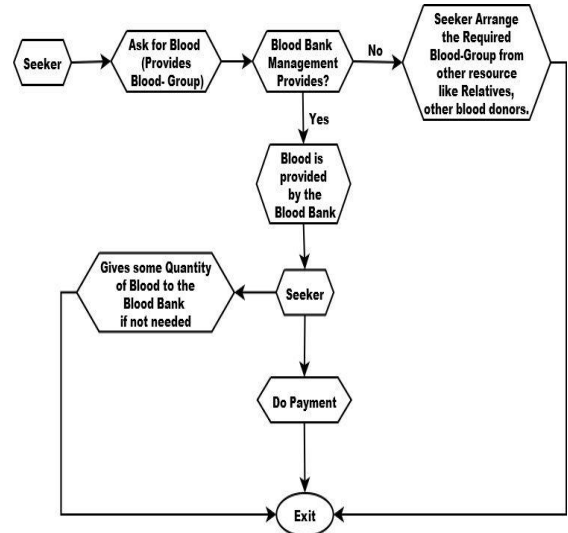 Seeker
Ask for Blood
(Provides
Blood- Group)
Blood Bank
Management
Provides?
No
Seeker Arrange
the Required
Blood-Group from
other resource
like Relatives,
other blood donors.
Yes
Blood is
provided
by the
Blood Bank
Gives some Quantity
of Blood to the
Blood Bank
if not needed
Seeker
Do Payment
Exit